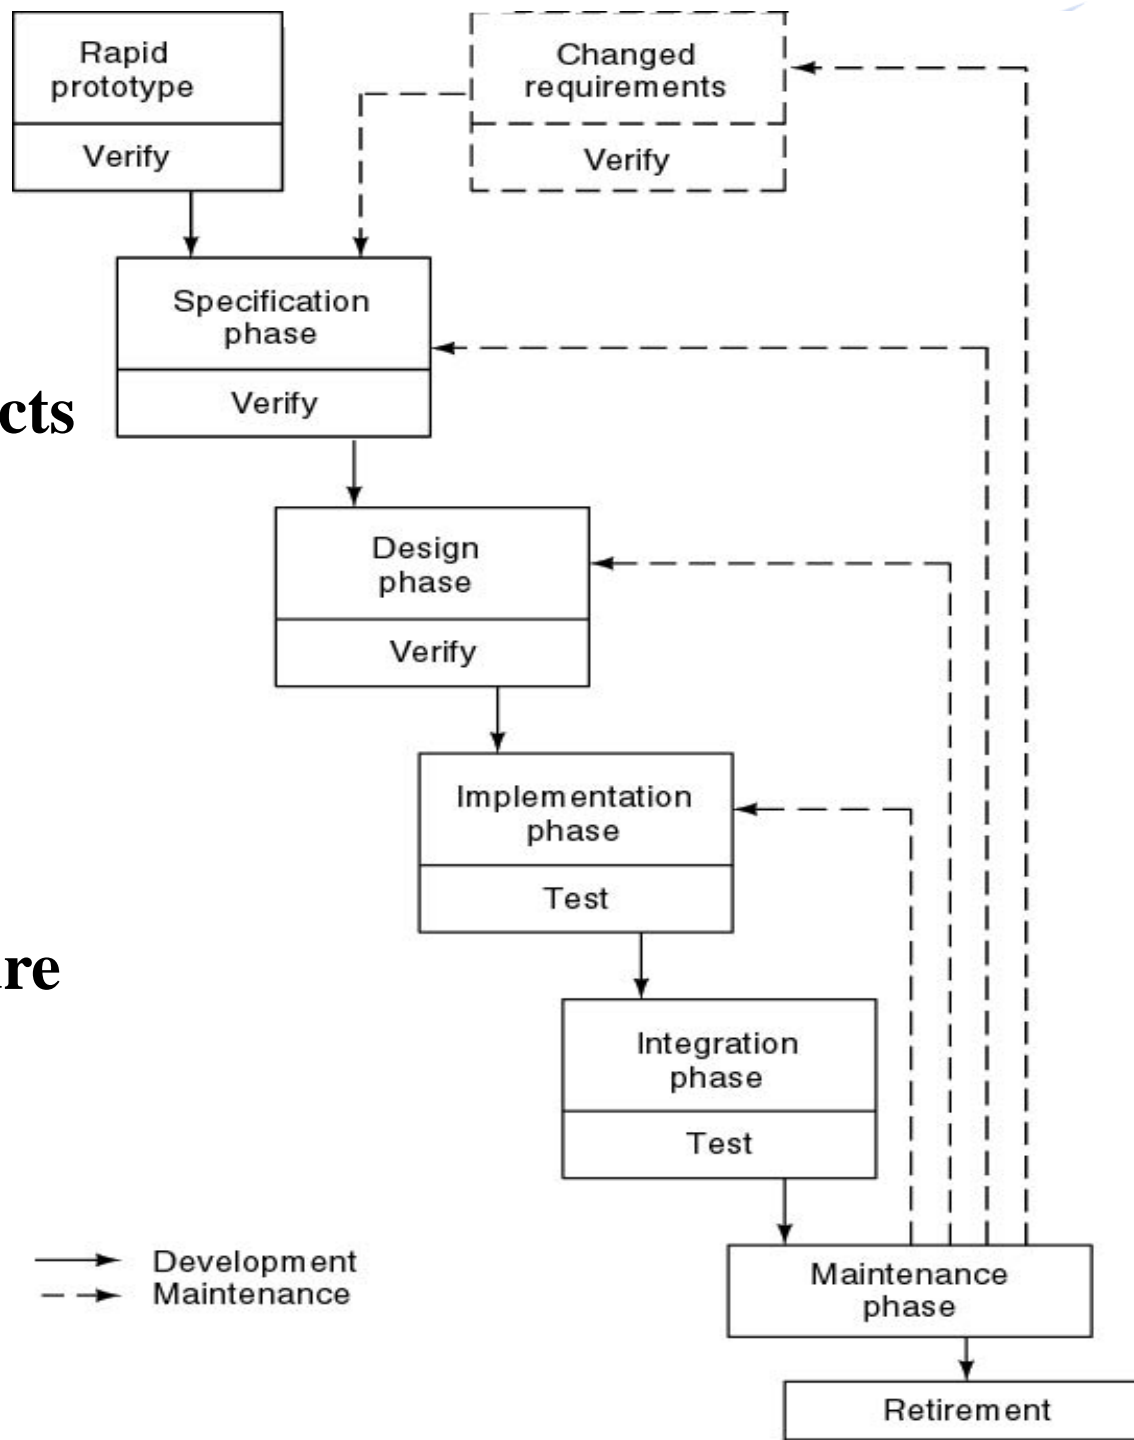 Rapid
prototype
Verify
Changed
requirements
Verify
Specification
phase
Verify
cts
Design
phase
Verify
Implementation
phase
Test
re
Integration
phase
Test
Development
Maintenance
Maintenance
phase
Retirement